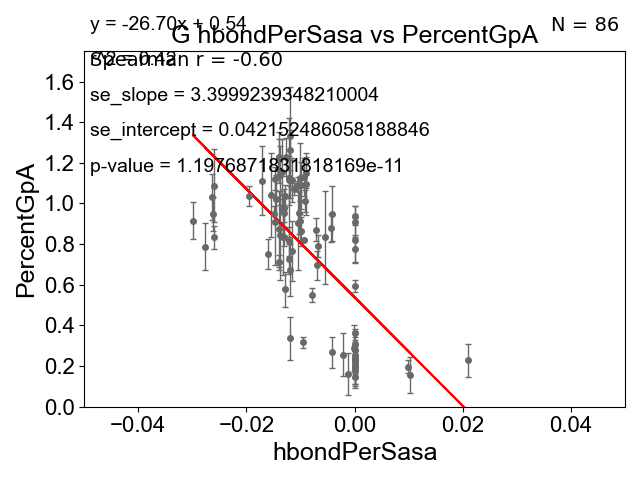 y = -26.70x + 0.54
N = 86
G hbondPerSasa vs PercentGpA
Spearman r = -0.60
se_slope = 3.3999239348210004
se_intercept = 0.042152486058188846
p-value = 1.1976871831818169e-11
PercentGpA
1.6
1.4
1.2
1.0
0.8
0.6
0.4
0.2
0.0
−0.04
−0.02
0.00
0.02
0.04
hbondPerSasa